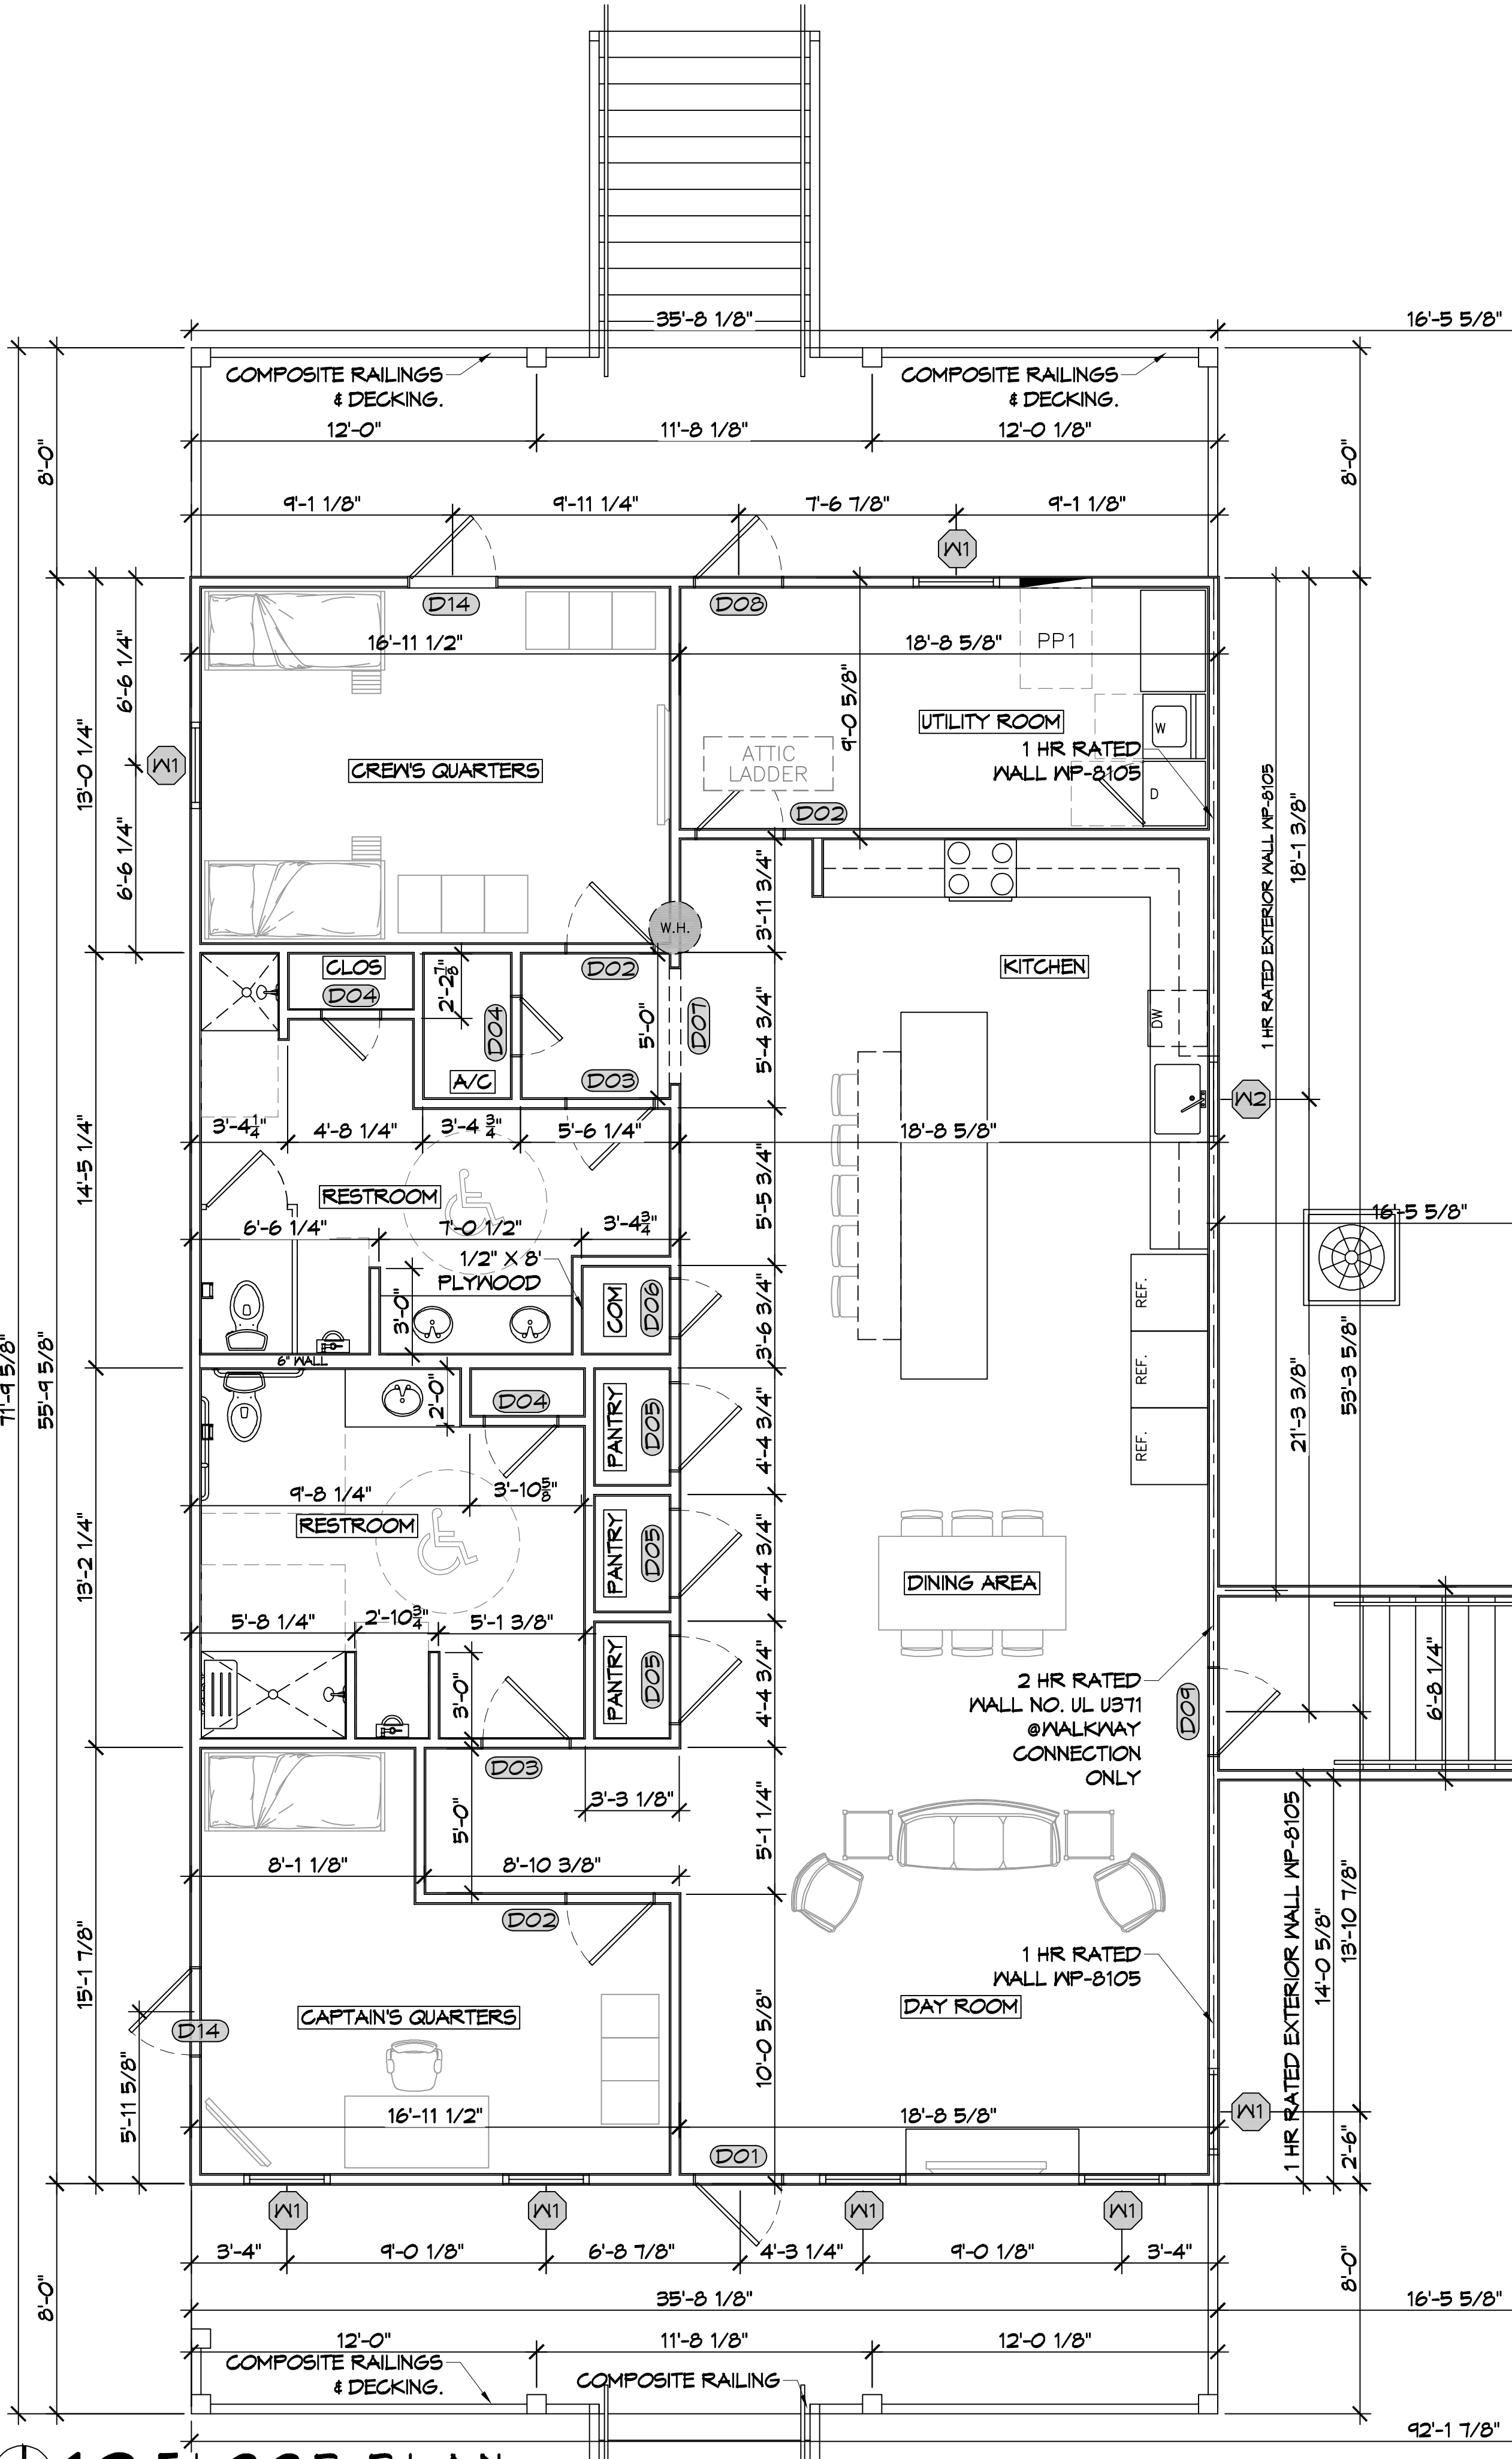 35'-8 1/8"
16'-5 5/8"
COMPOSITE RAILINGS
& DECKING.
COMPOSITE RAILINGS
& DECKING.
12'-0"
11'-8 1/8"
12'-0 1/8"
8'-0"
8'-0"
9'-1 1/8"
9'-11 1/4"
7'-6 7/8"
9'-1 1/8"
W1
D14
D08
16'-11 1/2"
18'-8 5/8"
PP1
6'-6 1/4"
13'-0 1/4"
6'-6 1/4"
W1
9'-0 5/8"
UTILITY ROOM
W
1 HR RATED
WALL WP-8105
ATTIC
LADDER
CREW'S QUARTERS
D
D02
1 HR RATED EXTERIOR WALL WP-8105
18'-1 3/8"
3'-11 3/4"
W.H.
CLOS
D04
2'-2 7/8"
D02
KITCHEN
D04
5'-0"
D07
5'-4 3/4"
DW
A/C
D03
W2
14'-5 1/4"
3'-4 1/4"
4'-8 1/4"
3'-4 3/4"
5'-6 1/4"
18'-8 5/8"
RESTROOM
5'-5 3/4"
6'-6 1/4"
7'-0 1/2"
3'-4 3/4"
16'-5 5/8"
1/2" X 8'
PLYWOOD
3'-0"
COM
D06
3'-6 3/4"
REF.
REF.
REF.
71'-9 5/8"
55'-9 5/8"
6" WALL
2'-0"
D04
PANTRY
D05
4'-4 3/4"
21'-3 3/8"
53'-3 5/8"
9'-8 1/4"
3'-10 5/8"
RESTROOM
PANTRY
D05
4'-4 3/4"
13'-2 1/4"
DINING AREA
5'-8 1/4"
2'-10 3/4"
5'-1 3/8"
PANTRY
D05
4'-4 3/4"
3'-0"
2 HR RATED
WALL NO. UL U371
@WALKWAY
CONNECTION
ONLY
D09
6'-8 1/4"
D03
3'-3 1/8"
5'-0"
5'-1 1/4"
8'-1 1/8"
8'-10 3/8"
D02
15'-1 7/8"
1 HR RATED
WALL WP-8105
DAY ROOM
1 HR RATED EXTERIOR WALL WP-8105
14'-0 5/8"
13'-10 7/8"
CAPTAIN'S QUARTERS
D14
5'-11 5/8"
10'-0 5/8"
16'-11 1/2"
18'-8 5/8"
W1
2'-6"
D01
W1
W1
W1
W1
3'-4"
9'-0 1/8"
6'-8 7/8"
4'-3 1/4"
9'-0 1/8"
3'-4"
8'-0"
8'-0"
35'-8 1/8"
16'-5 5/8"
12'-0"
11'-8 1/8"
12'-0 1/8"
COMPOSITE RAILINGS
& DECKING.
COMPOSITE RAILING
92'-1 7/8"
FLOOR PLAN